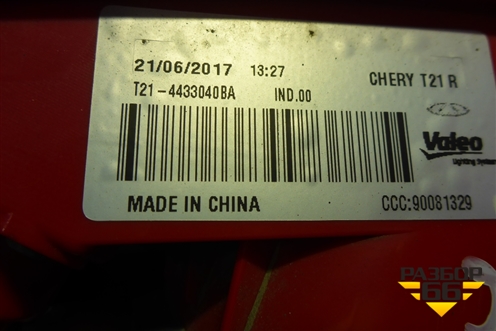 21/06/2017 13:27 CHERY T21 R
T21-4433040BA IND.00
Valeo
Lighting Systems
MADE IN CHINA CCC:90081329
РАЗБОР
66